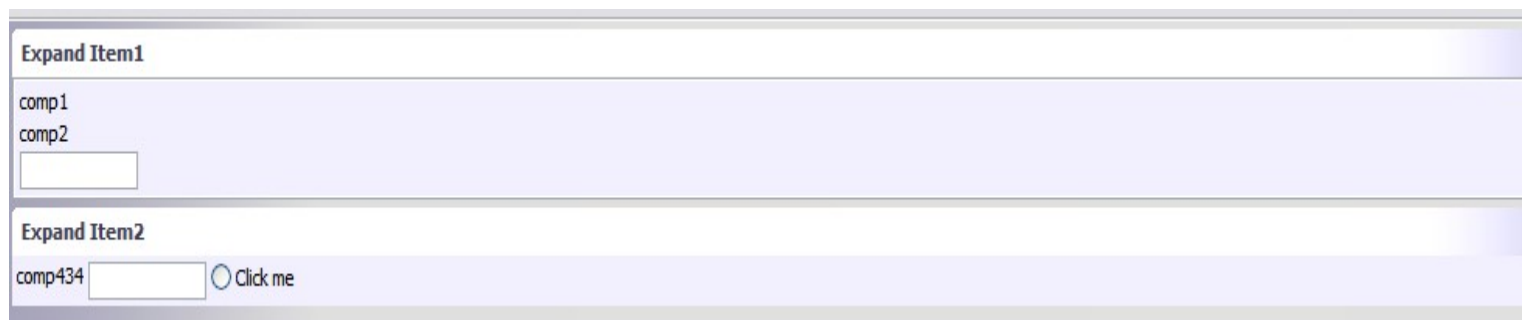 Expand Item1
comp1
comp2
Expand Item2
comp434 Click me